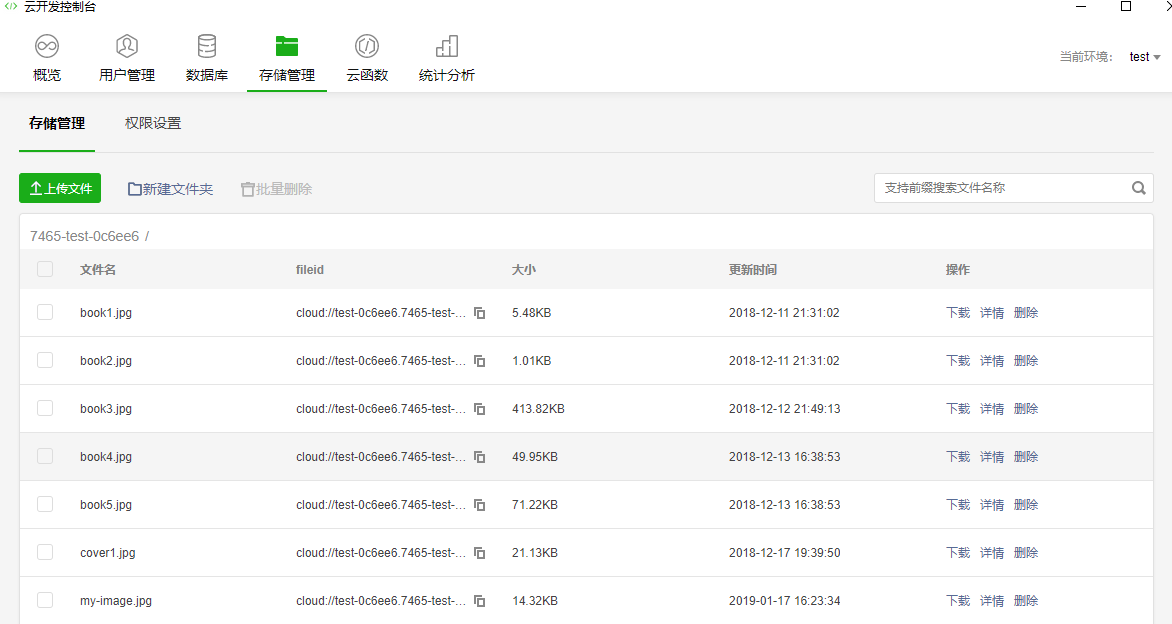 云开发控制台
概览 用户管理 数据库 存储管理 云函数 统计分析 当前环境： test
存储管理 权限设置
上传文件 新建文件夹 批量删除 支持前缀搜索文件名称
7465-test-0c6ee6 /
文件名 fileid 大小 更新时间 操作
book1.jpg cloud://test-0c6ee6.7465-test-... 5.48KB 2018-12-11 21:31:02 下载 详情 删除
book2.jpg cloud://test-0c6ee6.7465-test-... 1.01KB 2018-12-11 21:31:02 下载 详情 删除
book3.jpg cloud://test-0c6ee6.7465-test-... 413.82KB 2018-12-12 21:49:13 下载 详情 删除
book4.jpg cloud://test-0c6ee6.7465-test-... 49.95KB 2018-12-13 16:38:53 下载 详情 删除
book5.jpg cloud://test-0c6ee6.7465-test-... 71.22KB 2018-12-13 16:38:53 下载 详情 删除
cover1.jpg cloud://test-0c6ee6.7465-test-... 21.13KB 2018-12-17 19:39:50 下载 详情 删除
my-image.jpg cloud://test-0c6ee6.7465-test-... 14.32KB 2019-01-17 16:23:34 下载 详情 删除